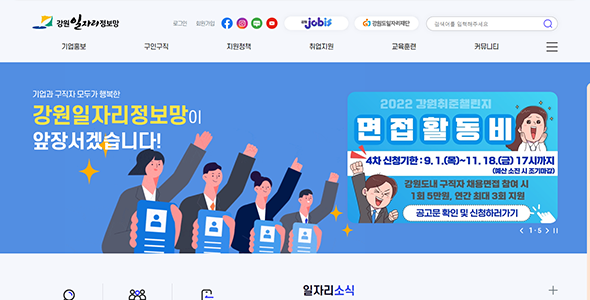 강원일자리정보망
로그인
회원가입
강원 jobis
강원도일자리재단
검색어를 입력해주세요
기업홍보
구인구직
지원정책
취업지원
교육훈련
커뮤니티
기업과 구직자 모두가 행복한
강원일자리정보망이
앞장서겠습니다!
2022 강원취준챌린지
면접활동비
4차 신청기한 : 9. 1.(목)~11. 18.(금) 17시까지
(예산 소진 시 조기마감)
강원도내 구직자 채용면접 참여 시
1회 5만원, 연간 최대 3회 지원
공고문 확인 및 신청하러가기
1 - 5
일자리소식